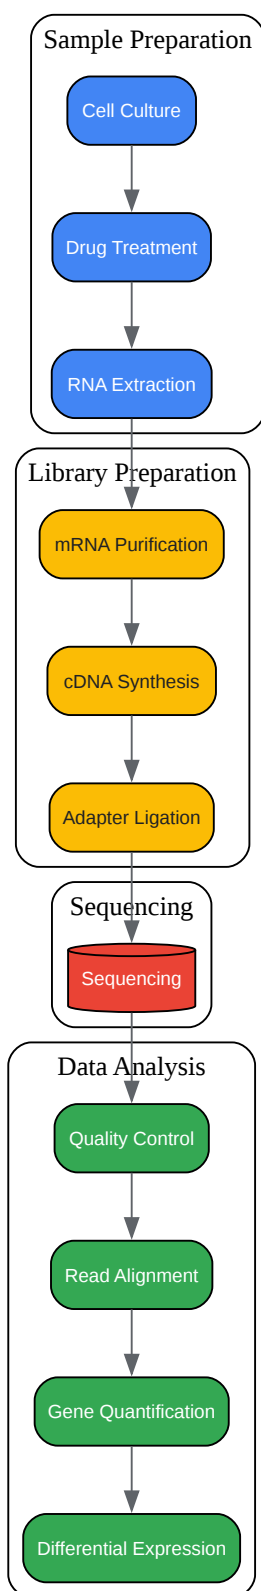 Sample Preparation
Cell Culture
Drug Treatment
RNA Extraction
Library Preparation
mRNA Purification
cDNA Synthesis
Adapter Ligation
Sequencing
Sequencing
Data Analysis
Quality Control
Read Alignment
Gene Quantification
Differential Expression